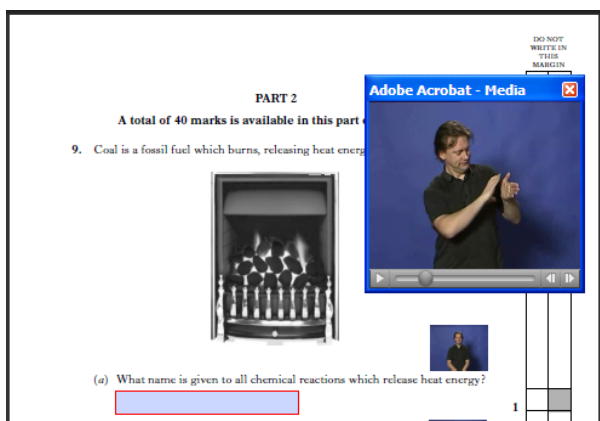 DO NOT
WRITE IN
THIS
MARGIN
PART 2
A total of 40 marks is available in this part
Adobe Acrobat - Media
9. Coal is a fossil fuel which burns, releasing heat
(a) What name is given to all chemical reactions which release heat energy?
1